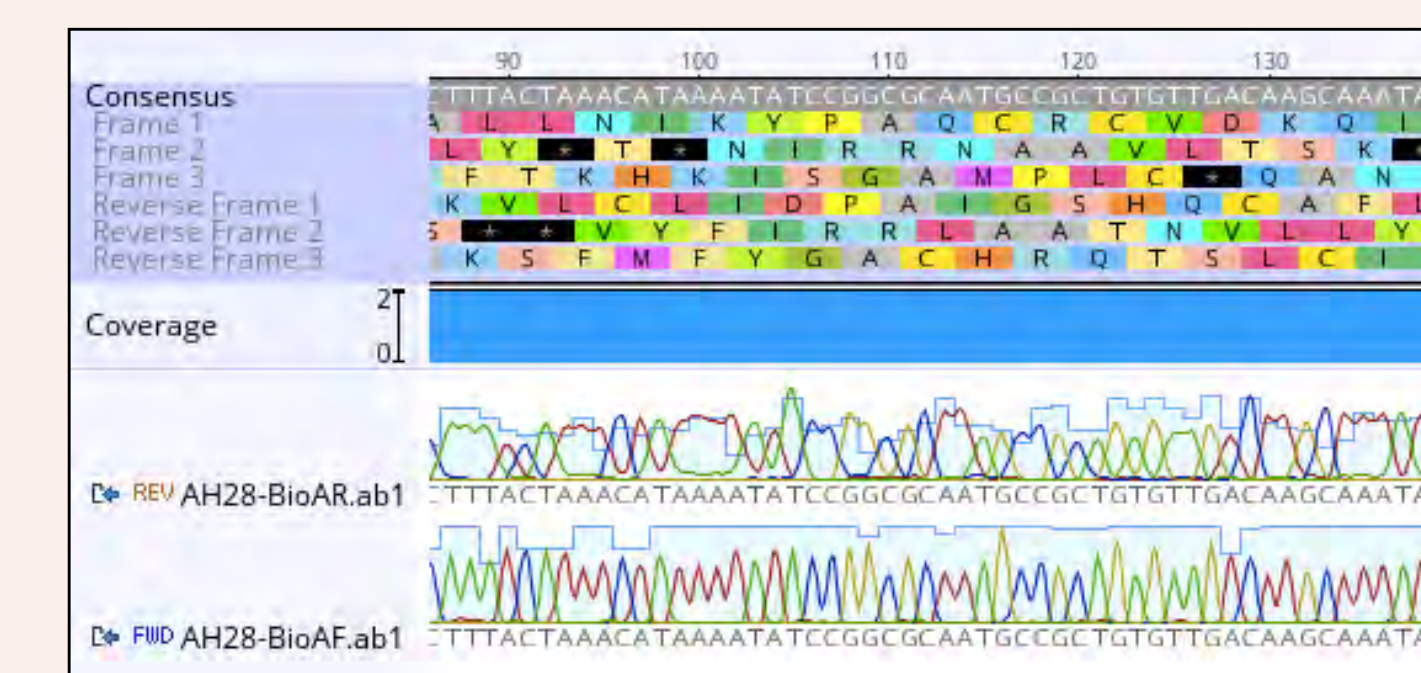 90 100 110 120 130
Consensus CTTTACTAAACATAAAATATCCGGCGCAATGCCGCTGTGTTGACAAGCAAATA
Frame 1 A L L N I K Y P A Q C R C V D K Q I
Frame 2 L Y * T * N I R R N A A V L T S K *
Frame 3 F T K H K I S G A M P L C * Q A N
Reverse Frame 1 K V L C L I D P A I G S H Q C A F L
Reverse Frame 2 S * * V Y F I R R L A A T N V L L Y
Reverse Frame 3 K S F M F Y G A C H R Q T S L C I
Coverage 2 0
REV AH28-BioAR.ab1 CTTTACTAAACATAAAATATCCGGCGCAATGCCGCTGTGTTGACAAGCAAATA
FWD AH28-BioAF.ab1 CTTTACTAAACATAAAATATCCGGCGCAATGCCGCTGTGTTGACAAGCAAATA